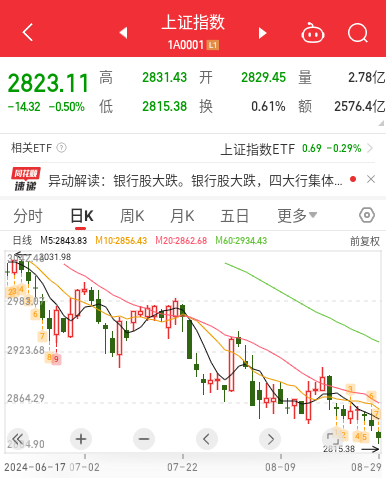 上证指数
1A0001 L1
2823.11 高 2831.43 开 2829.45 量 2.78亿
-14.32 -0.50% 低 2815.38 换 0.61% 额 2576.4亿
相关ETF ? 上证指数ETF 0.69 -0.29%
同花顺速递 异动解读：银行股大跌。银行股大跌，四大行集体...
分时 日K 周K 月K 五日 更多
日线 M5:2843.83 M10:2856.43 M20:2862.68 M60:2934.43 前复权
3031.98
2983.03
2923.68
2864.29
2815.38
2024-06-17 07-02 07-22 08-09 08-29